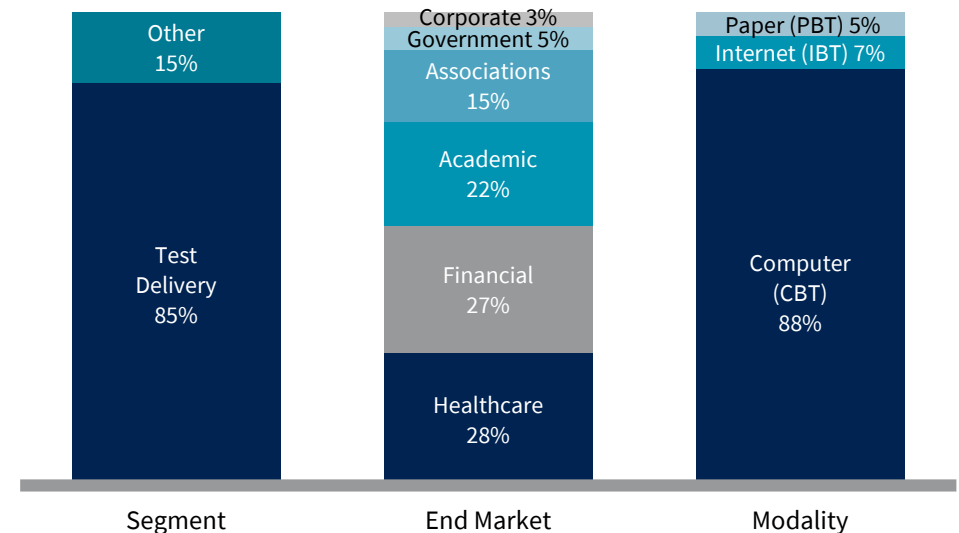 Other
15%
Test
Delivery
85%
Segment
Corporate 3%
Government 5%
Associations
15%
Academic
22%
Financial
27%
Healthcare
28%
End Market
Paper (PBT) 5%
Internet (IBT) 7%
Computer
(CBT)
88%
Modality